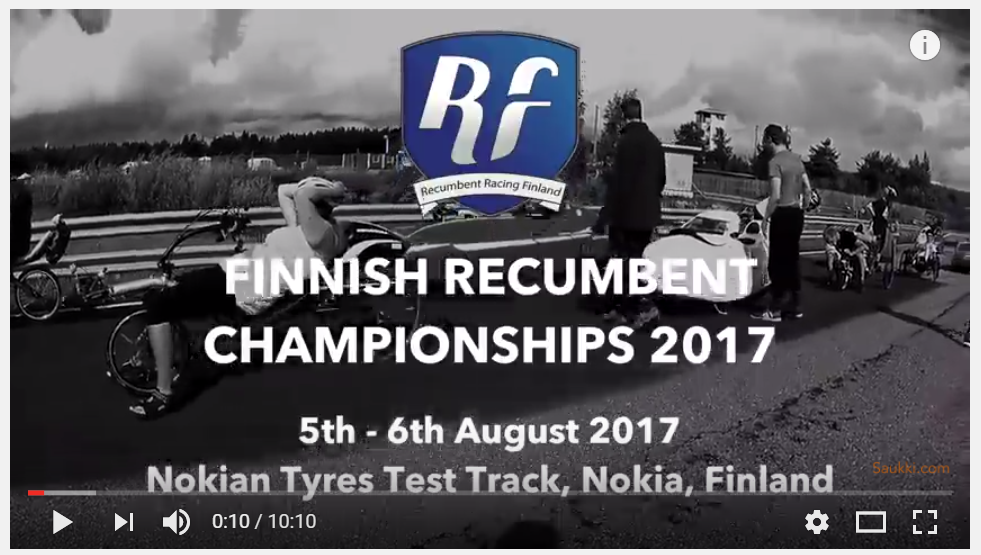 i
Rf
Recumbent Racing Finland
FINNISH RECUMBENT
CHAMPIONSHIPS 2017
5th - 6th August 2017
5aukki.com
Nokian Tyres Test Track, Nokia, Finland
0:10 / 10:10